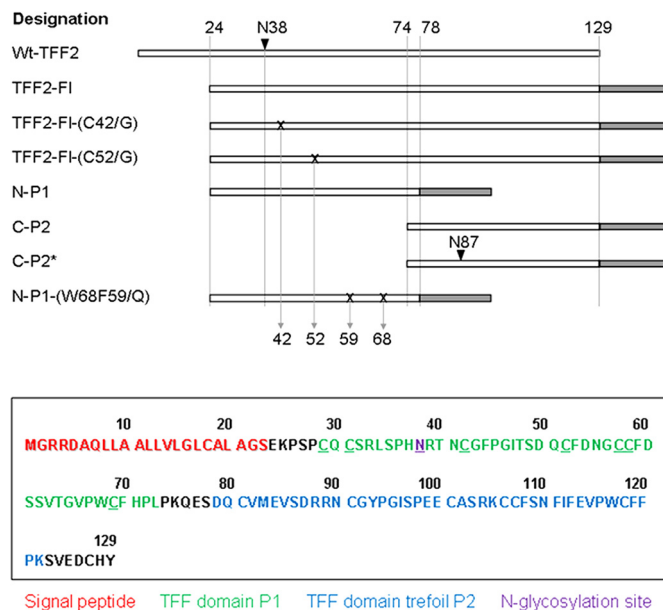 Designation
24 N38 74 78 129
Wt-TFF2
TFF2-FI
TFF2-FI-(C42/G)
X
TFF2-FI-(C52/G)
X
N-P1
C-P2
N87
C-P2*
N-P1-(W68F59/Q)
X X
42 52 59 68
10 20 30 40 50 60
MGRRDAQLLA ALLVLGLCAL AGSEKPSPCQ CSRLSPHNRT NCGFPGITSD QCFDNGCCFD
70 80 90 100 110 120
SSVTGVPWCF HPLPKQESDQ CVMEVSDRRN CGYPGISPEE CASRKCCFSN FIFEVPWCFF
129
PKSVEDCHY
Signal peptide TFF domain P1 TFF domain trefoil P2 N-glycosylation site